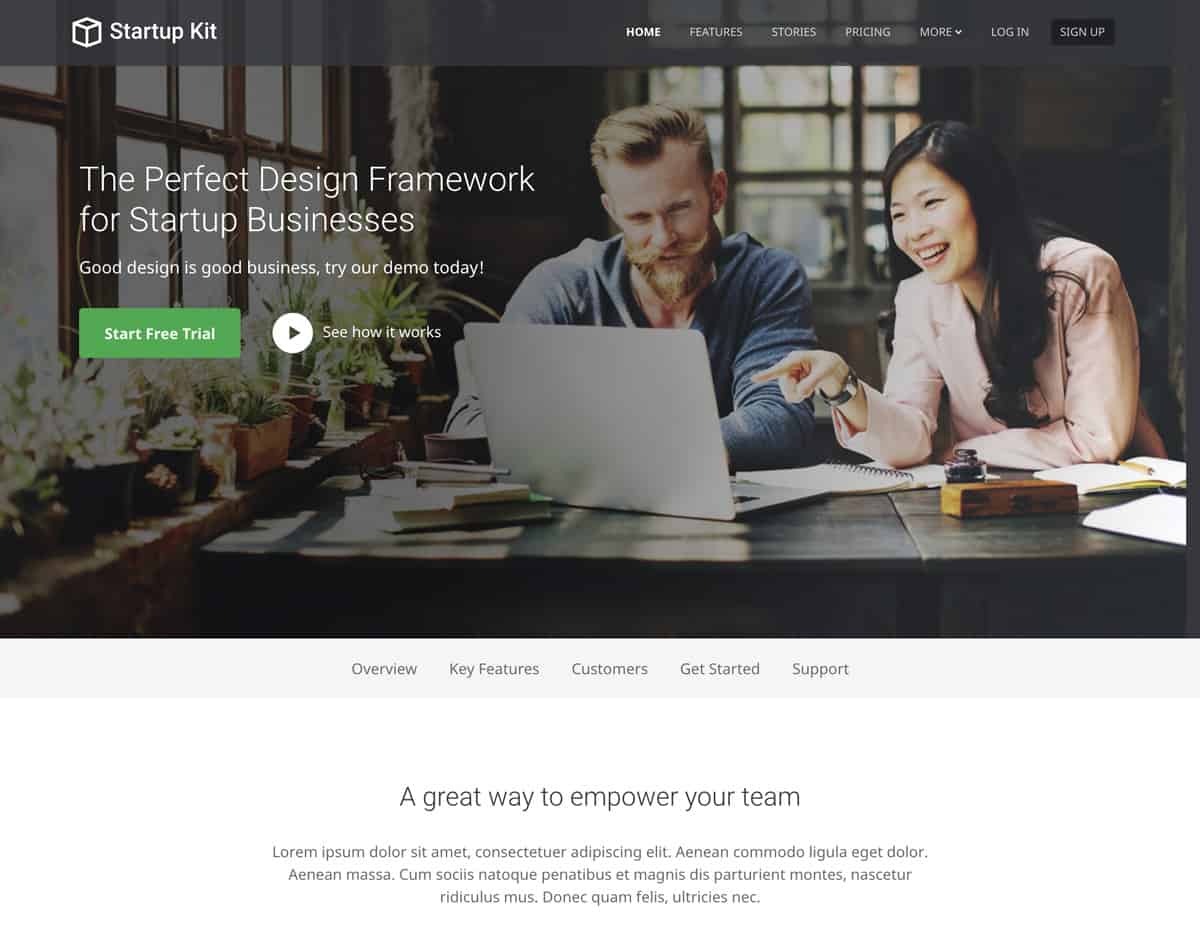 Startup Kit
HOME FEATURES STORIES PRICING MORE LOG IN SIGN UP
The Perfect Design Framework
for Startup Businesses
Good design is good business, try our demo today!
Start Free Trial
See how it works
Overview Key Features Customers Get Started Support
A great way to empower your team
Lorem ipsum dolor sit amet, consectetuer adipiscing elit. Aenean commodo ligula eget dolor.
Aenean massa. Cum sociis natoque penatibus et magnis dis parturient montes, nascetur
ridiculus mus. Donec quam felis, ultricies nec.